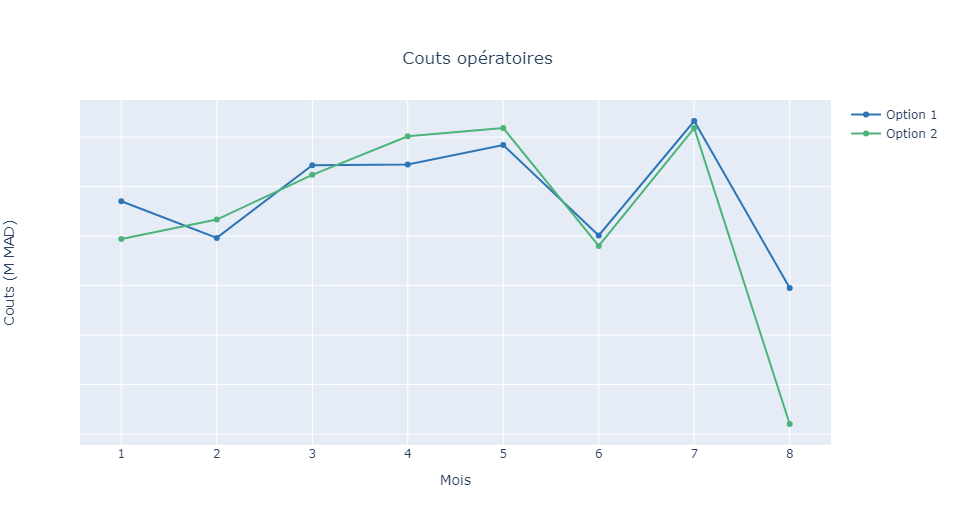 Couts opératoires
Option 1
Option 2
Couts (M MAD)
1 2 3 4 5 6 7 8
Mois